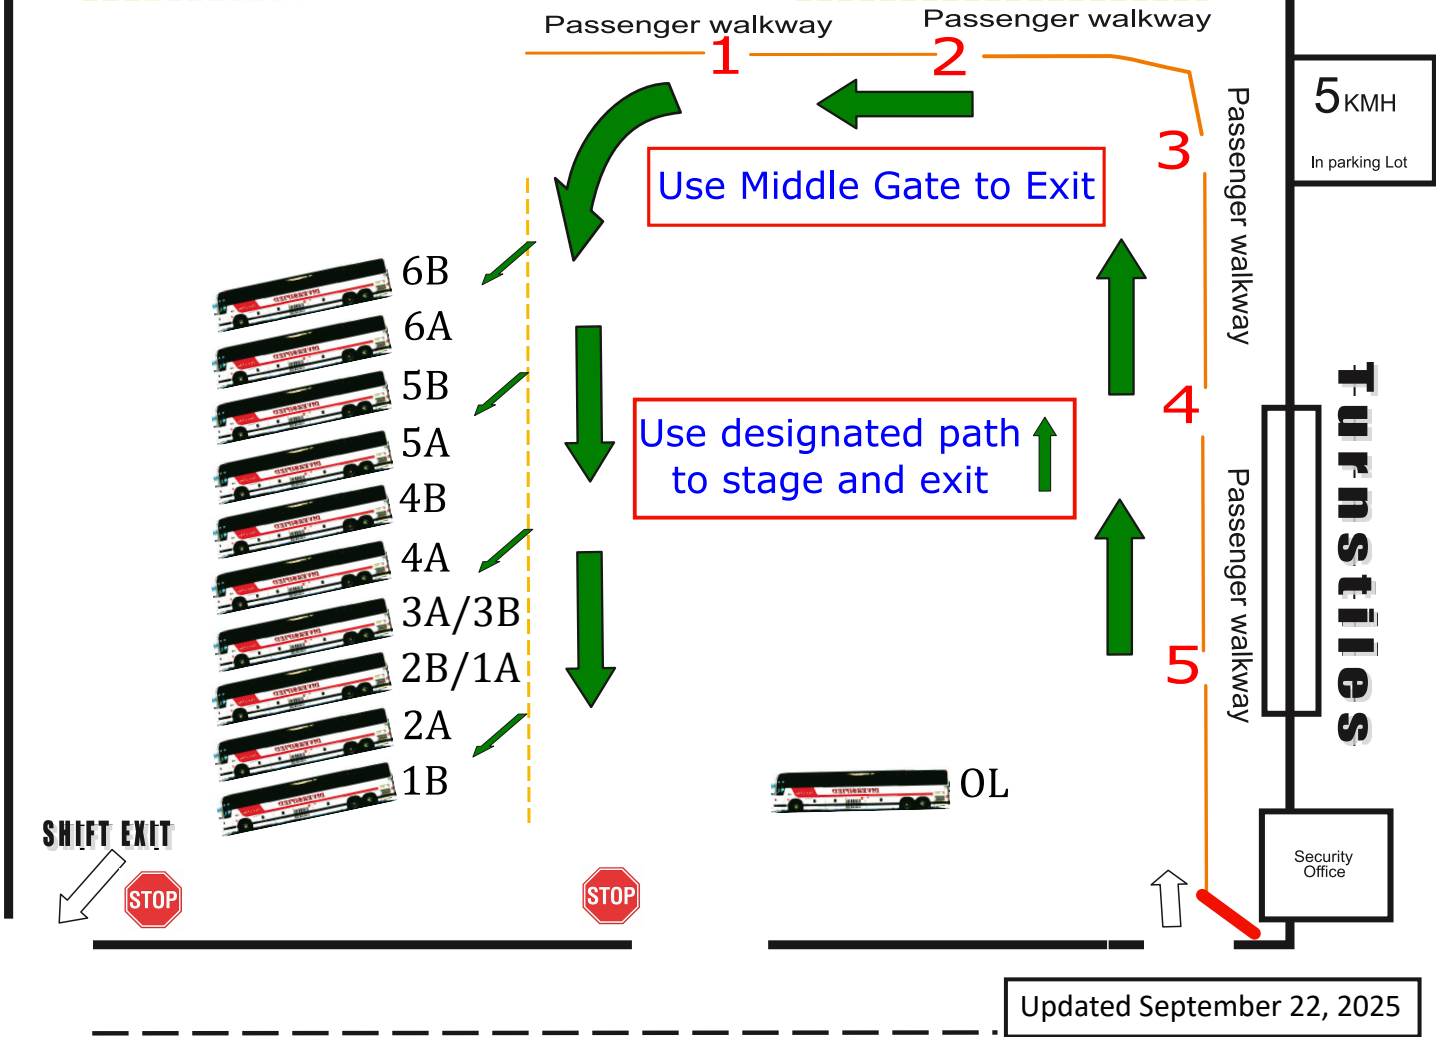 Passenger walkway
Passenger walkway
1
2
3
4
5
Passenger walkway
Passenger walkway
5 KMH
In parking Lot
Use Middle Gate to Exit
Use designated path
to stage and exit
Turnstiles
6B
6A
5B
5A
4B
4A
3A/3B
2B/1A
2A
1B
OL
SHIFT EXIT
STOP
STOP
Security
Office
Updated September 22, 2025